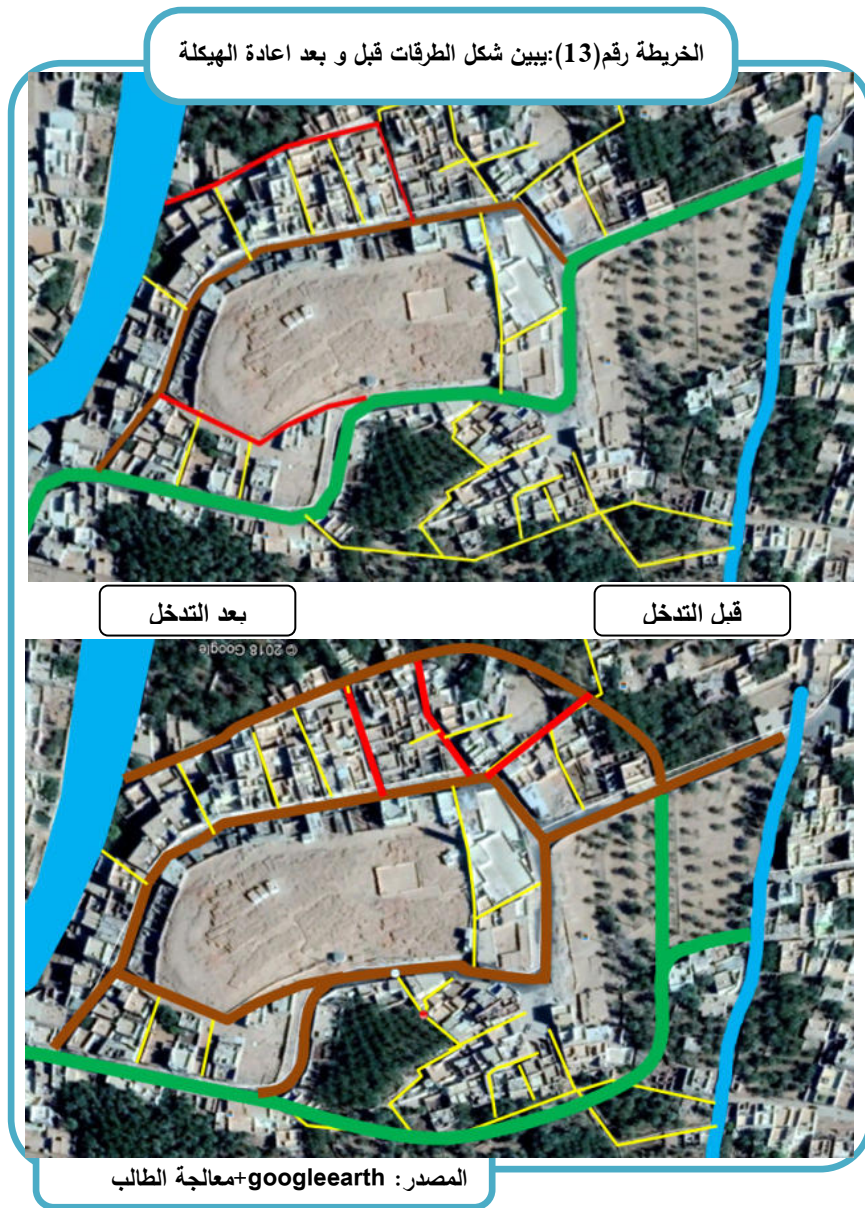 الخريطة رقم(13):يبين شكل الطرقات قبل و بعد اعادة الهيكلة
قبل التدخل
بعد التدخل
© 2018 Google
المصدر: googleearth+معالجة الطالب